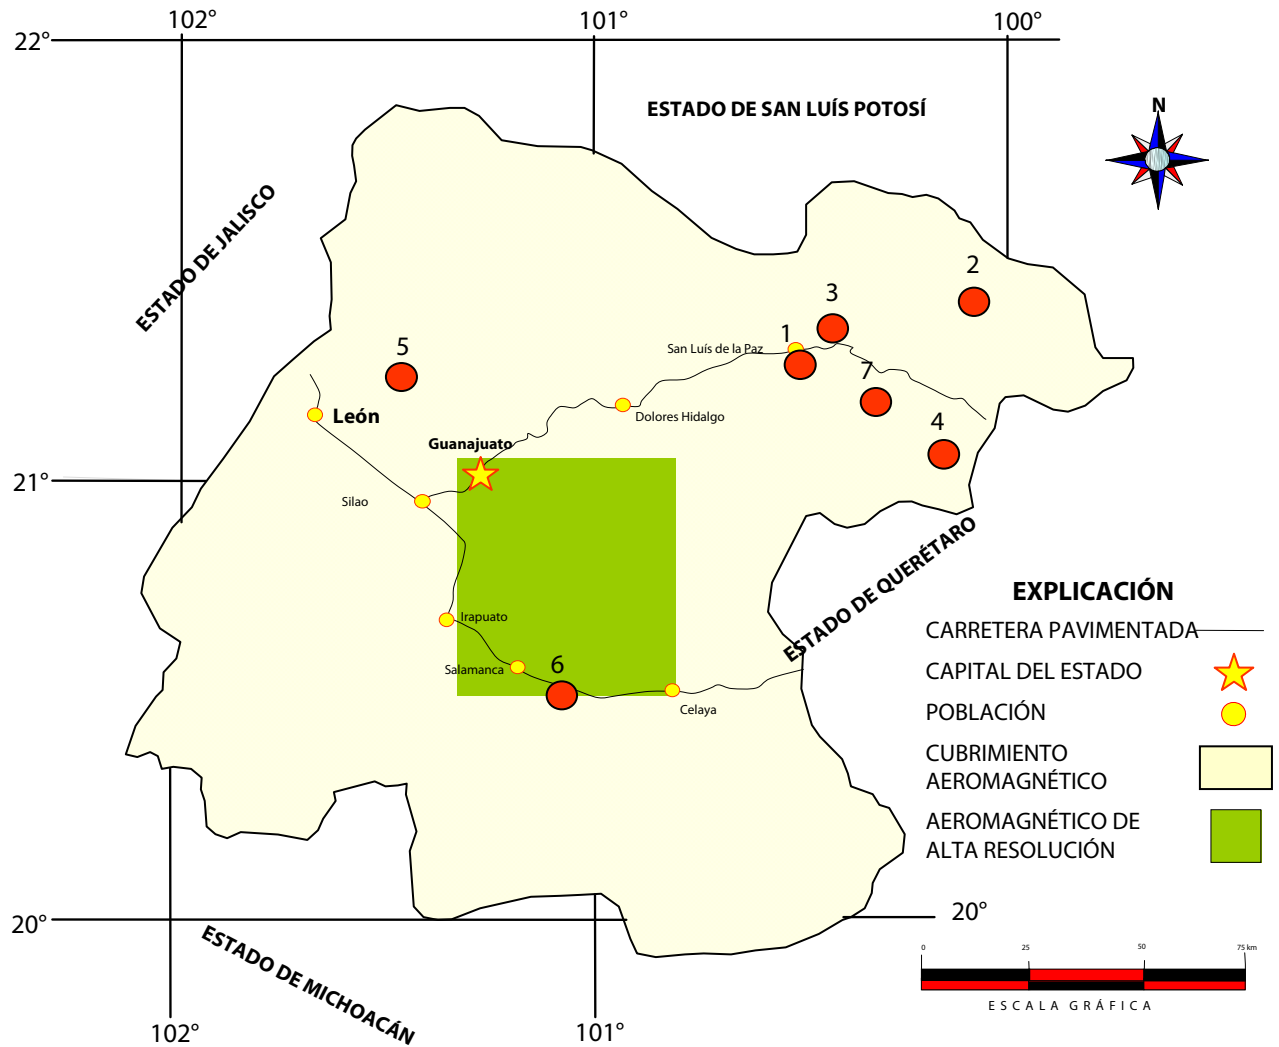 102°
101°
100°
22°
ESTADO DE SAN LUÍS POTOSÍ
N
ESTADO DE JALISCO
2
3
1
5
San Luís de la Paz
7
León
Dolores Hidalgo
4
Guanajuato
21°
Silao
ESTADO DE QUERÉTARO
EXPLICACIÓN
Irapuato
CARRETERA PAVIMENTADA
Salamanca
6
CAPITAL DEL ESTADO
Celaya
POBLACIÓN
CUBRIMIENTO
AEROMAGNÉTICO
AEROMAGNÉTICO DE
ALTA RESOLUCIÓN
20°
20°
ESTADO DE MICHOACÁN
0 25 50 75 km
ESCALA GRÁFICA
102°
101°